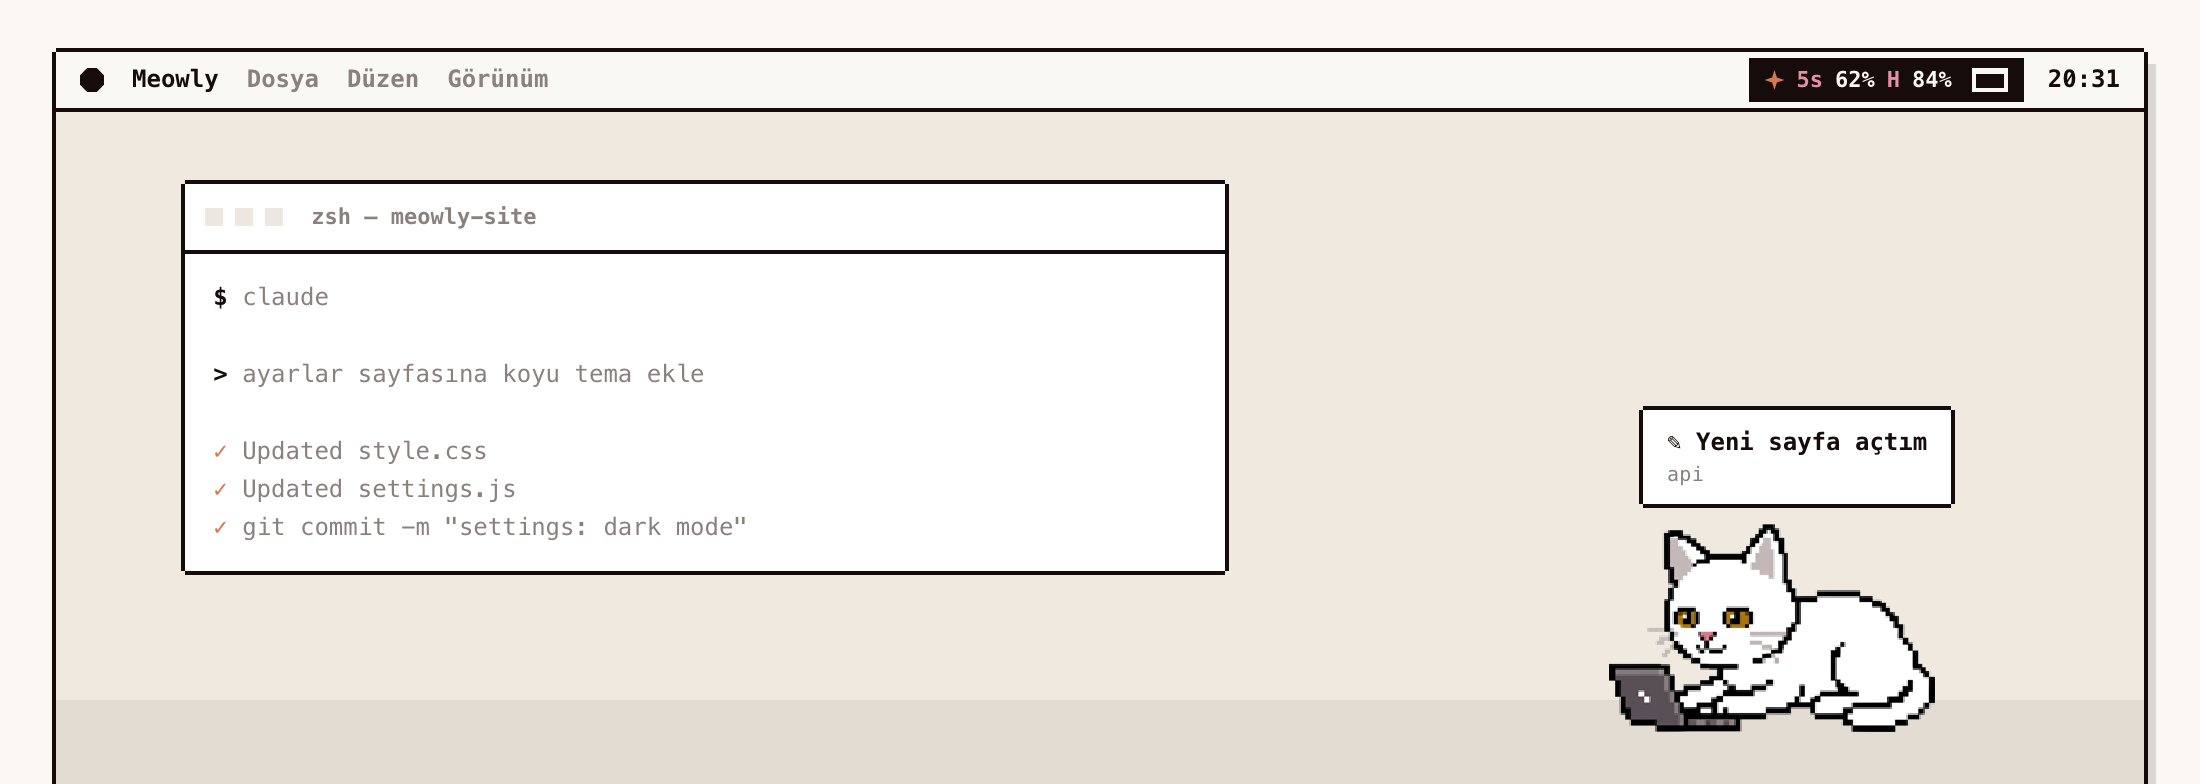 Meowly Dosya Düzen Görünüm
5s 62% H 84% 20:31
zsh — meowly-site
$ claude
> ayarlar sayfasına koyu tema ekle
✓ Updated style.css
✓ Updated settings.js
✓ git commit -m "settings: dark mode"
✎ Yeni sayfa açtım
api